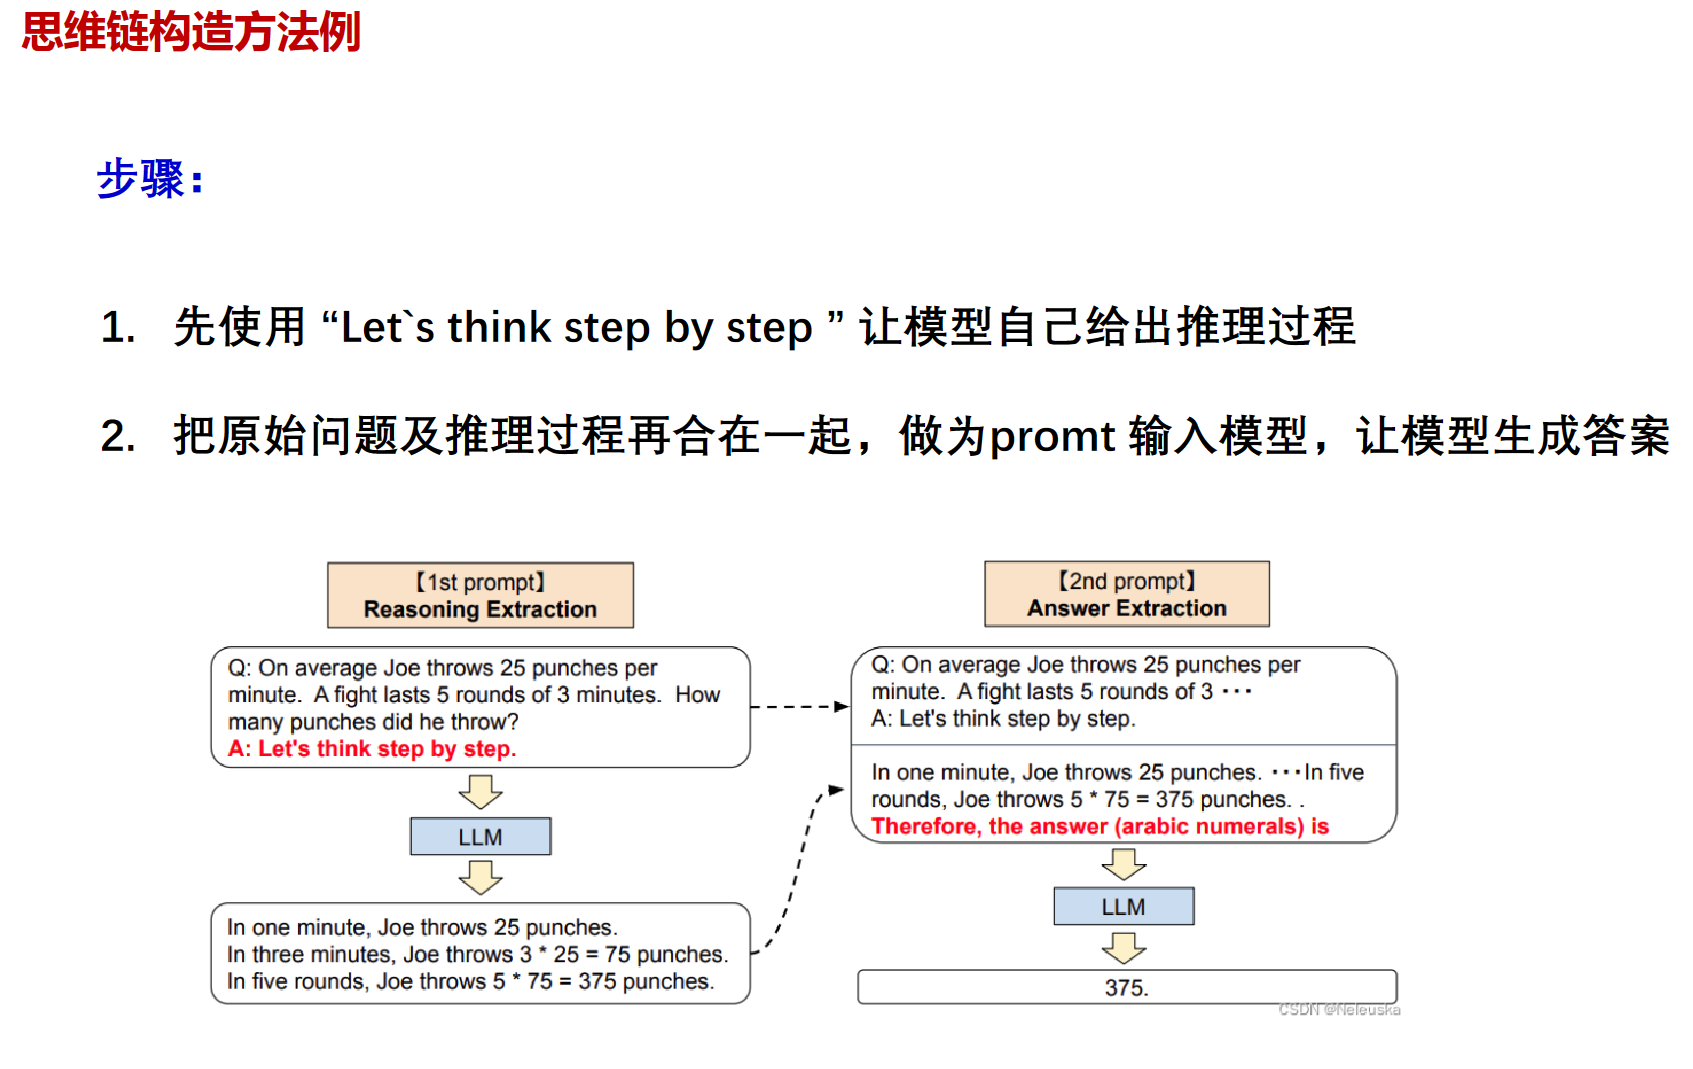 思维链构造方法例
步骤：
1. 先使用 “Let`s think step by step ” 让模型自己给出推理过程
2. 把原始问题及推理过程再合在一起，做为promt 输入模型，让模型生成答案
【1st prompt】
Reasoning Extraction
Q: On average Joe throws 25 punches per
minute. A fight lasts 5 rounds of 3 minutes. How
many punches did he throw?
A: Let's think step by step.
LLM
In one minute, Joe throws 25 punches.
In three minutes, Joe throws 3 * 25 = 75 punches.
In five rounds, Joe throws 5 * 75 = 375 punches.
【2nd prompt】
Answer Extraction
Q: On average Joe throws 25 punches per
minute. A fight lasts 5 rounds of 3 ･･･
A: Let's think step by step.
In one minute, Joe throws 25 punches. ･･･In five
rounds, Joe throws 5 * 75 = 375 punches. .
Therefore, the answer (arabic numerals) is
LLM
375.
CSDN @Neleuska